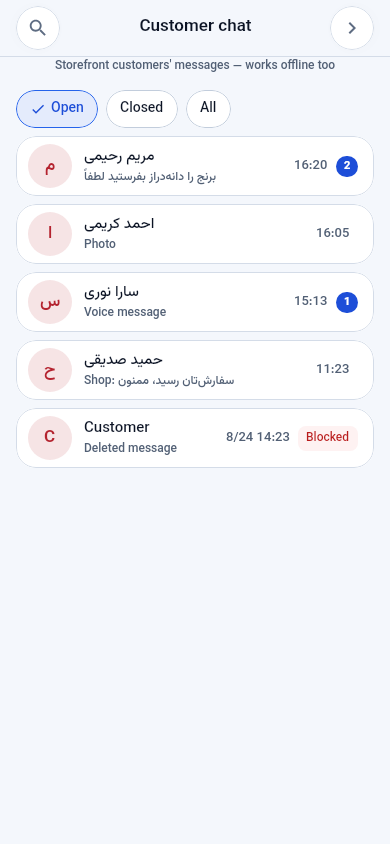 Customer chat
Storefront customers' messages — works offline too
Open
Closed
All
م
مریم رحیمی
برنج را دانه‌دراز بفرستید لطفاً
16:20
2
ا
احمد کریمی
Photo
16:05
س
سارا نوری
Voice message
15:13
1
ح
حمید صدیقی
Shop: سفارش‌تان رسید، ممنون
11:23
C
Customer
Deleted message
8/24 14:23
Blocked